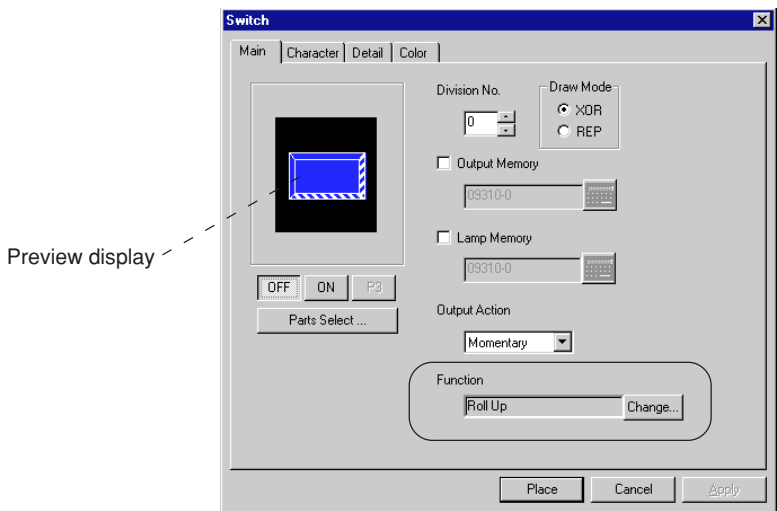 Switch
Main Character Detail Color
Division No.
0
Draw Mode
XOR
REP
Output Memory
09310-0
Lamp Memory
09310-0
Preview display
OFF ON P3
Parts Select ...
Output Action
Momentary
Function
Roll Up Change...
Place Cancel Apply